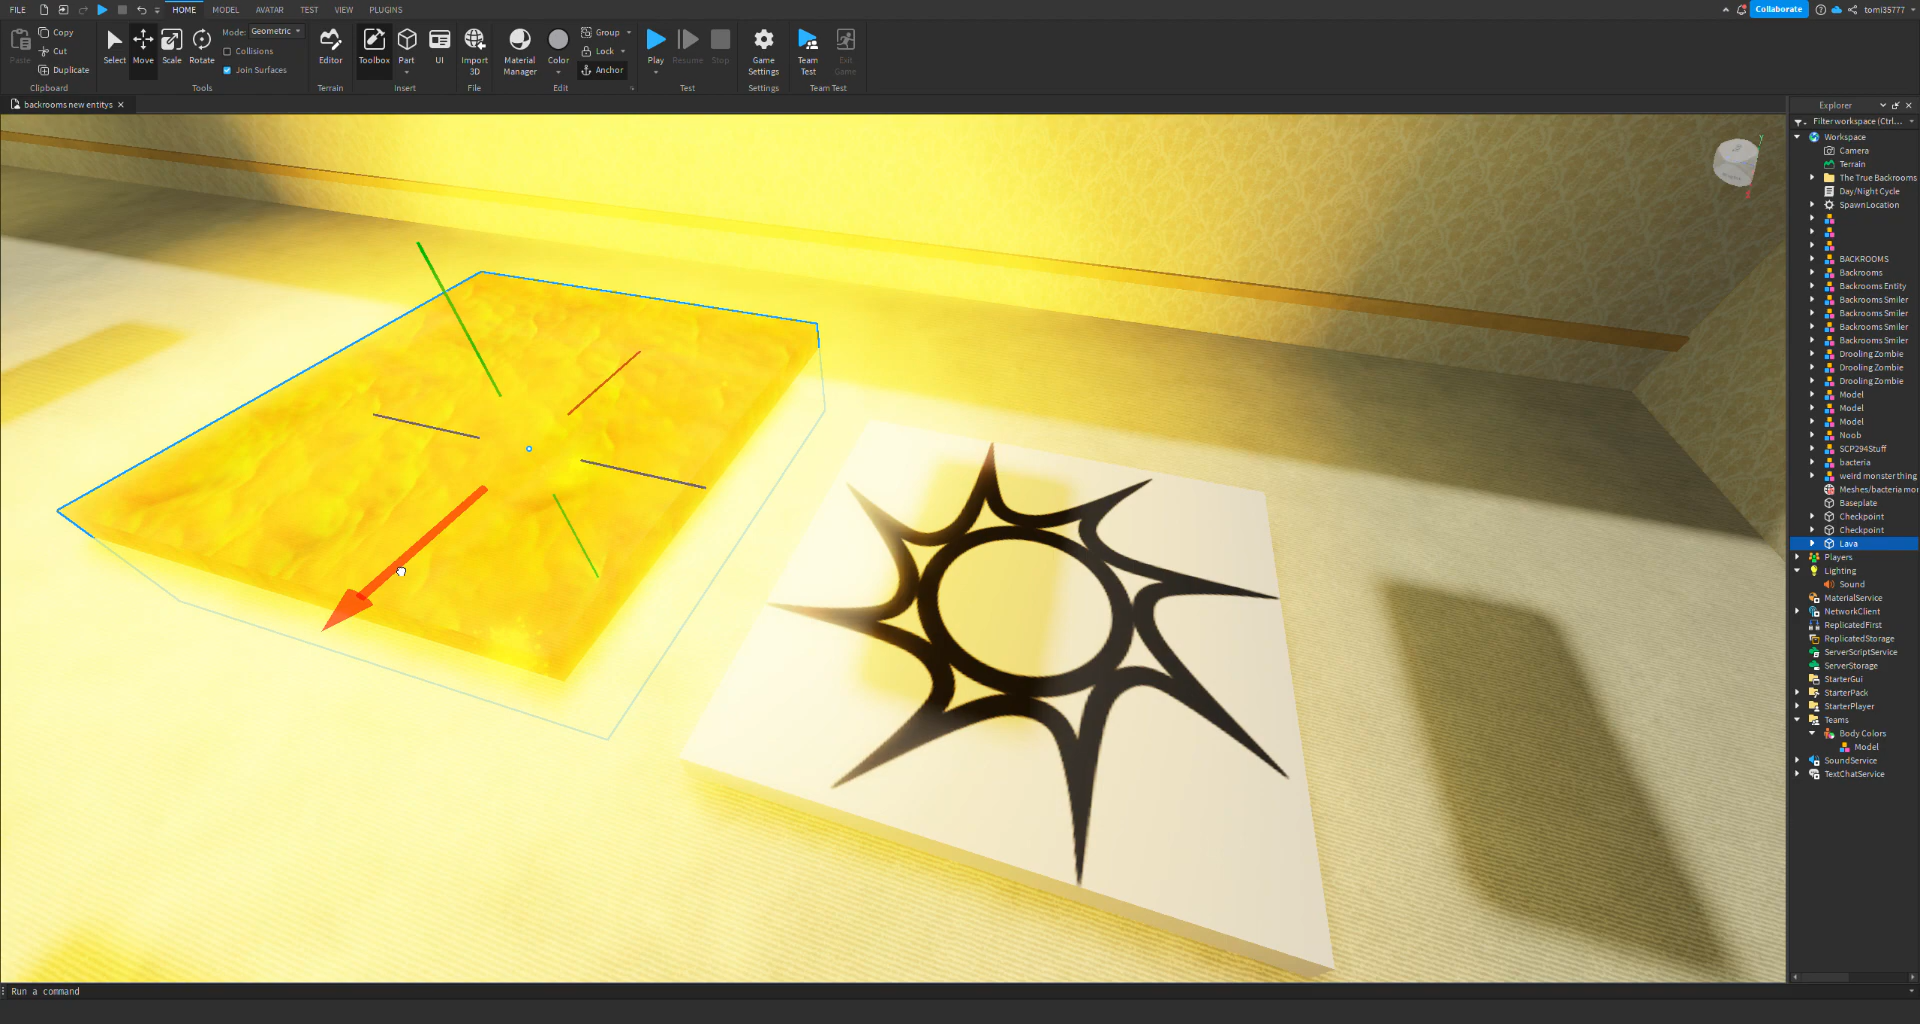 FILE HOME MODEL AVATAR TEST VIEW PLUGINS Collaborate tomi35777
Paste Copy Cut Duplicate Clipboard
Select Move Scale Rotate Mode: Geometric Collisions Join Surfaces Tools
Editor Terrain
Toolbox Part UI Insert
Import 3D File
Material Manager Color Group Lock Anchor Edit
Play Resume Stop Test
Game Settings Settings
Team Test Exit Game Team Test
backrooms new entitys
Explorer
Filter workspace (Ctrl...
Workspace
Camera
Terrain
The True Backrooms
Day/Night Cycle
SpawnLocation
BACKROOMS
Backrooms
Backrooms Entity
Backrooms Smiler
Backrooms Smiler
Backrooms Smiler
Backrooms Smiler
Drooling Zombie
Drooling Zombie
Drooling Zombie
Model
Model
Model
Noob
SCP294Stuff
bacteria
weird monster thing
Meshes/bacteria mo
Baseplate
Checkpoint
Checkpoint
Lava
Players
Lighting
Sound
MaterialService
NetworkClient
ReplicatedFirst
ReplicatedStorage
ServerScriptService
ServerStorage
StarterGui
StarterPack
StarterPlayer
Teams
Body Colors
Model
SoundService
TextChatService
Run a command